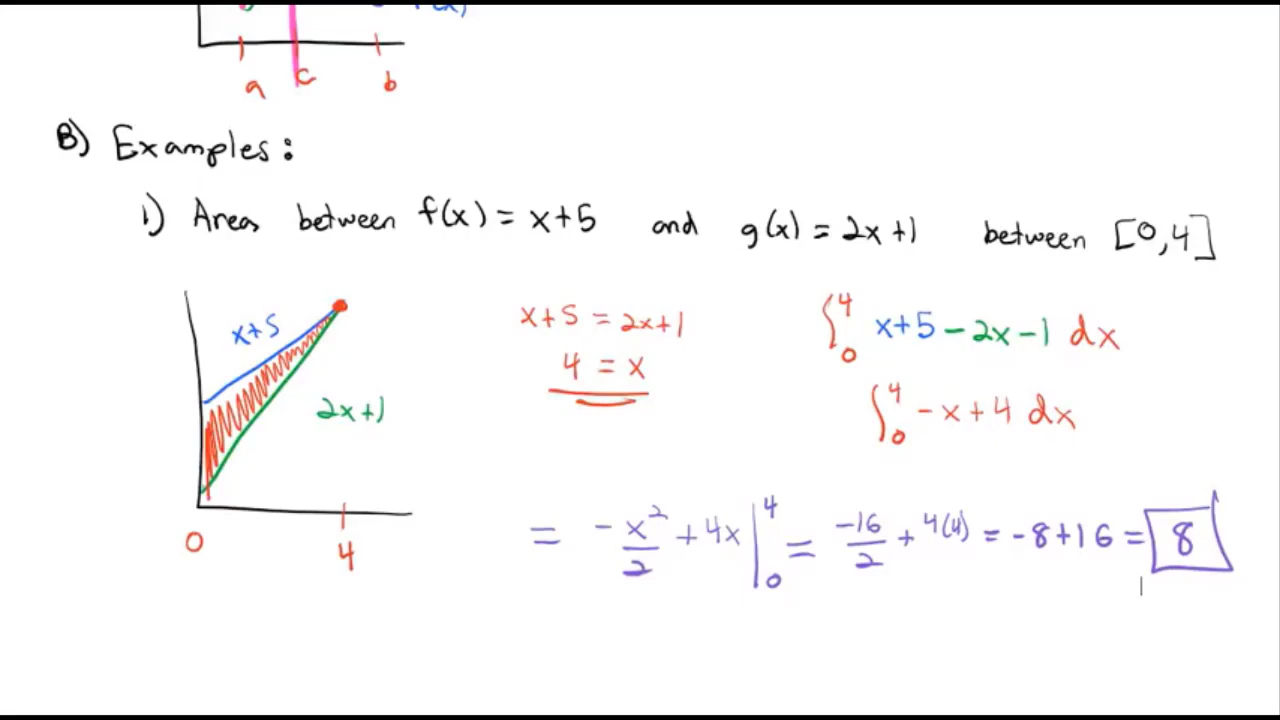 a c b
B) Examples:
1) Area between f(x) = x+5 and g(x) = 2x+1 between [0,4]
x+5
2x+1
0
4
x+5 = 2x+1
4 = x
∫₀⁴ x+5-2x-1 dx
∫₀⁴ -x+4 dx
= -x²/2 + 4x |₀⁴ = -16/2 + 4(4) = -8+16 = 8